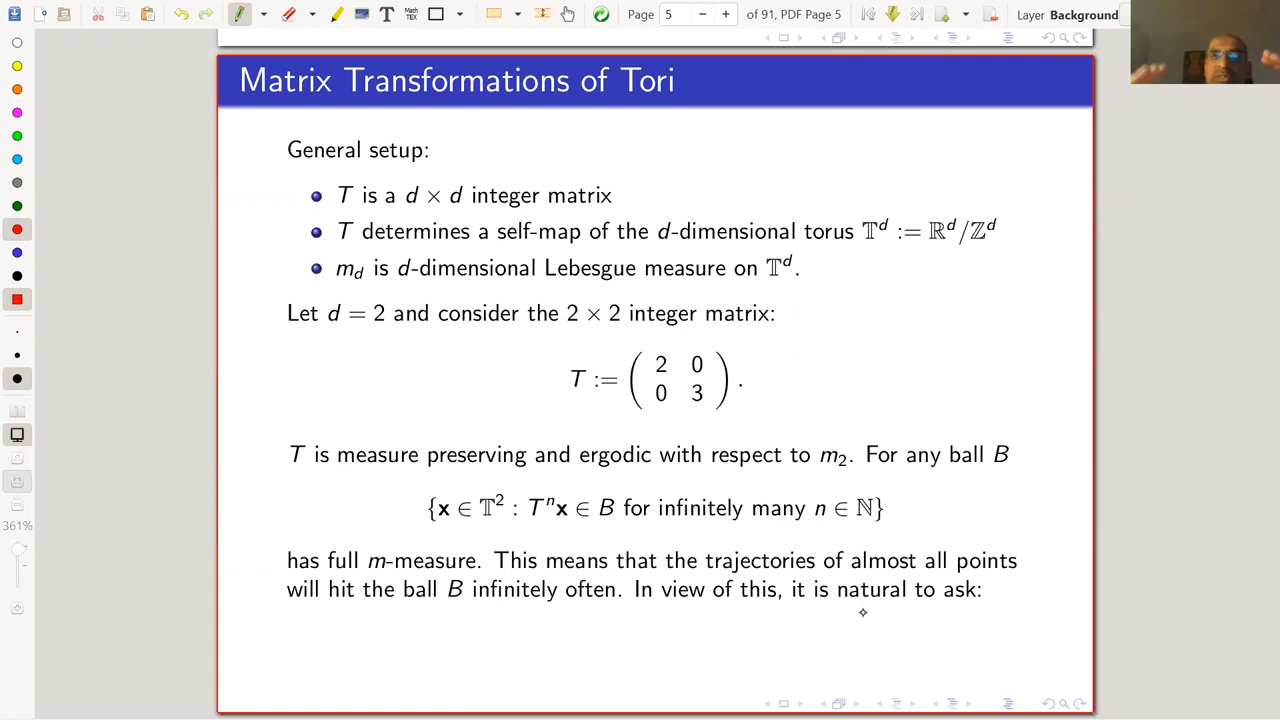 Page 5 of 91, PDF Page 5 Layer Background
T
Math
TEX
361%
Matrix Transformations of Tori
General setup:
T is a d × d integer matrix
T determines a self-map of the d-dimensional torus 𝕋^d := ℝ^d/ℤ^d
m_d is d-dimensional Lebesgue measure on 𝕋^d.
Let d = 2 and consider the 2 × 2 integer matrix:
T := ( 2 0
0 3 ) .
T is measure preserving and ergodic with respect to m_2. For any ball B
{x ∈ 𝕋^2 : T^n x ∈ B for infinitely many n ∈ ℕ}
has full m-measure. This means that the trajectories of almost all points
will hit the ball B infinitely often. In view of this, it is natural to ask: